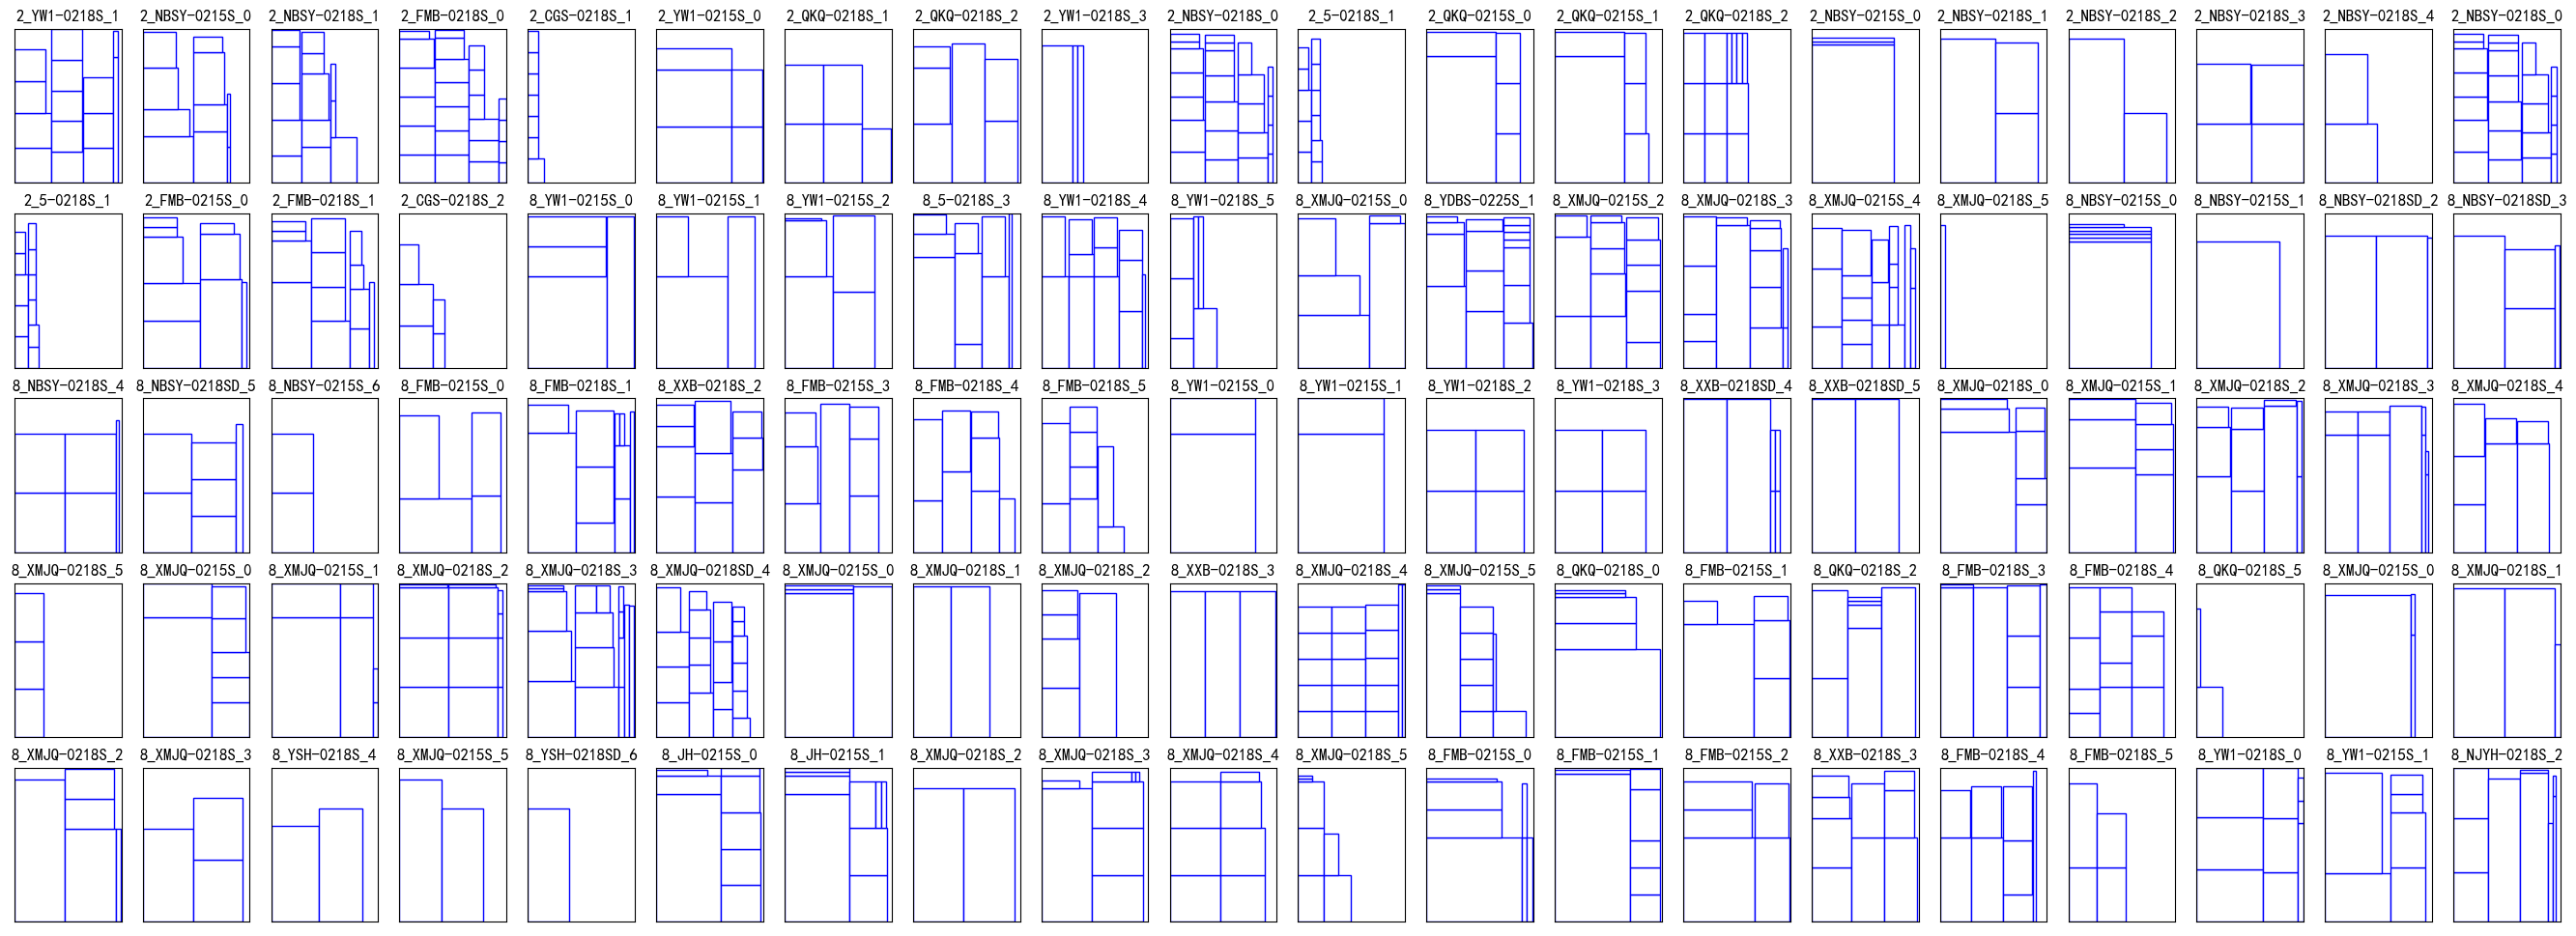 2_YW1-0218S_1 2_NBSY-0215S_0 2_NBSY-0218S_1 2_FMB-0218S_0 2_CGS-0218S_1 2_YW1-0215S_0 2_QKQ-0218S_1 2_QKQ-0218S_2 2_YW1-0218S_3 2_NBSY-0218S_0 2_5-0218S_1 2_QKQ-0215S_0 2_QKQ-0215S_1 2_QKQ-0218S_2 2_NBSY-0215S_0 2_NBSY-0218S_1 2_NBSY-0218S_2 2_NBSY-0218S_3 2_NBSY-0218S_4 2_NBSY-0218S_0
2_5-0218S_1 2_FMB-0215S_0 2_FMB-0218S_1 2_CGS-0218S_2 8_YW1-0215S_0 8_YW1-0215S_1 8_YW1-0215S_2 8_5-0218S_3 8_YW1-0218S_4 8_YW1-0218S_5 8_XMJQ-0215S_0 8_YDBS-0225S_1 8_XMJQ-0215S_2 8_XMJQ-0218S_3 8_XMJQ-0215S_4 8_XMJQ-0218S_5 8_NBSY-0215S_0 8_NBSY-0215S_1 8_NBSY-0218SD_2 8_NBSY-0218SD_3
8_NBSY-0218S_4 8_NBSY-0218SD_5 8_NBSY-0215S_6 8_FMB-0215S_0 8_FMB-0218S_1 8_XXB-0218S_2 8_FMB-0215S_3 8_FMB-0218S_4 8_FMB-0218S_5 8_YW1-0215S_0 8_YW1-0215S_1 8_YW1-0218S_2 8_YW1-0218S_3 8_XXB-0218SD_4 8_XXB-0218SD_5 8_XMJQ-0218S_0 8_XMJQ-0215S_1 8_XMJQ-0218S_2 8_XMJQ-0218S_3 8_XMJQ-0218S_4
8_XMJQ-0218S_5 8_XMJQ-0215S_0 8_XMJQ-0215S_1 8_XMJQ-0218S_2 8_XMJQ-0218S_3 8_XMJQ-0218SD_4 8_XMJQ-0215S_0 8_XMJQ-0218S_1 8_XMJQ-0218S_2 8_XXB-0218S_3 8_XMJQ-0218S_4 8_XMJQ-0215S_5 8_QKQ-0218S_0 8_FMB-0215S_1 8_QKQ-0218S_2 8_FMB-0218S_3 8_FMB-0218S_4 8_QKQ-0218S_5 8_XMJQ-0215S_0 8_XMJQ-0218S_1
8_XMJQ-0218S_2 8_XMJQ-0218S_3 8_YSH-0218S_4 8_XMJQ-0215S_5 8_YSH-0218SD_6 8_JH-0215S_0 8_JH-0215S_1 8_XMJQ-0218S_2 8_XMJQ-0218S_3 8_XMJQ-0218S_4 8_XMJQ-0218S_5 8_FMB-0215S_0 8_FMB-0215S_1 8_FMB-0215S_2 8_XXB-0218S_3 8_FMB-0218S_4 8_FMB-0218S_5 8_YW1-0218S_0 8_YW1-0215S_1 8_NJYH-0218S_2